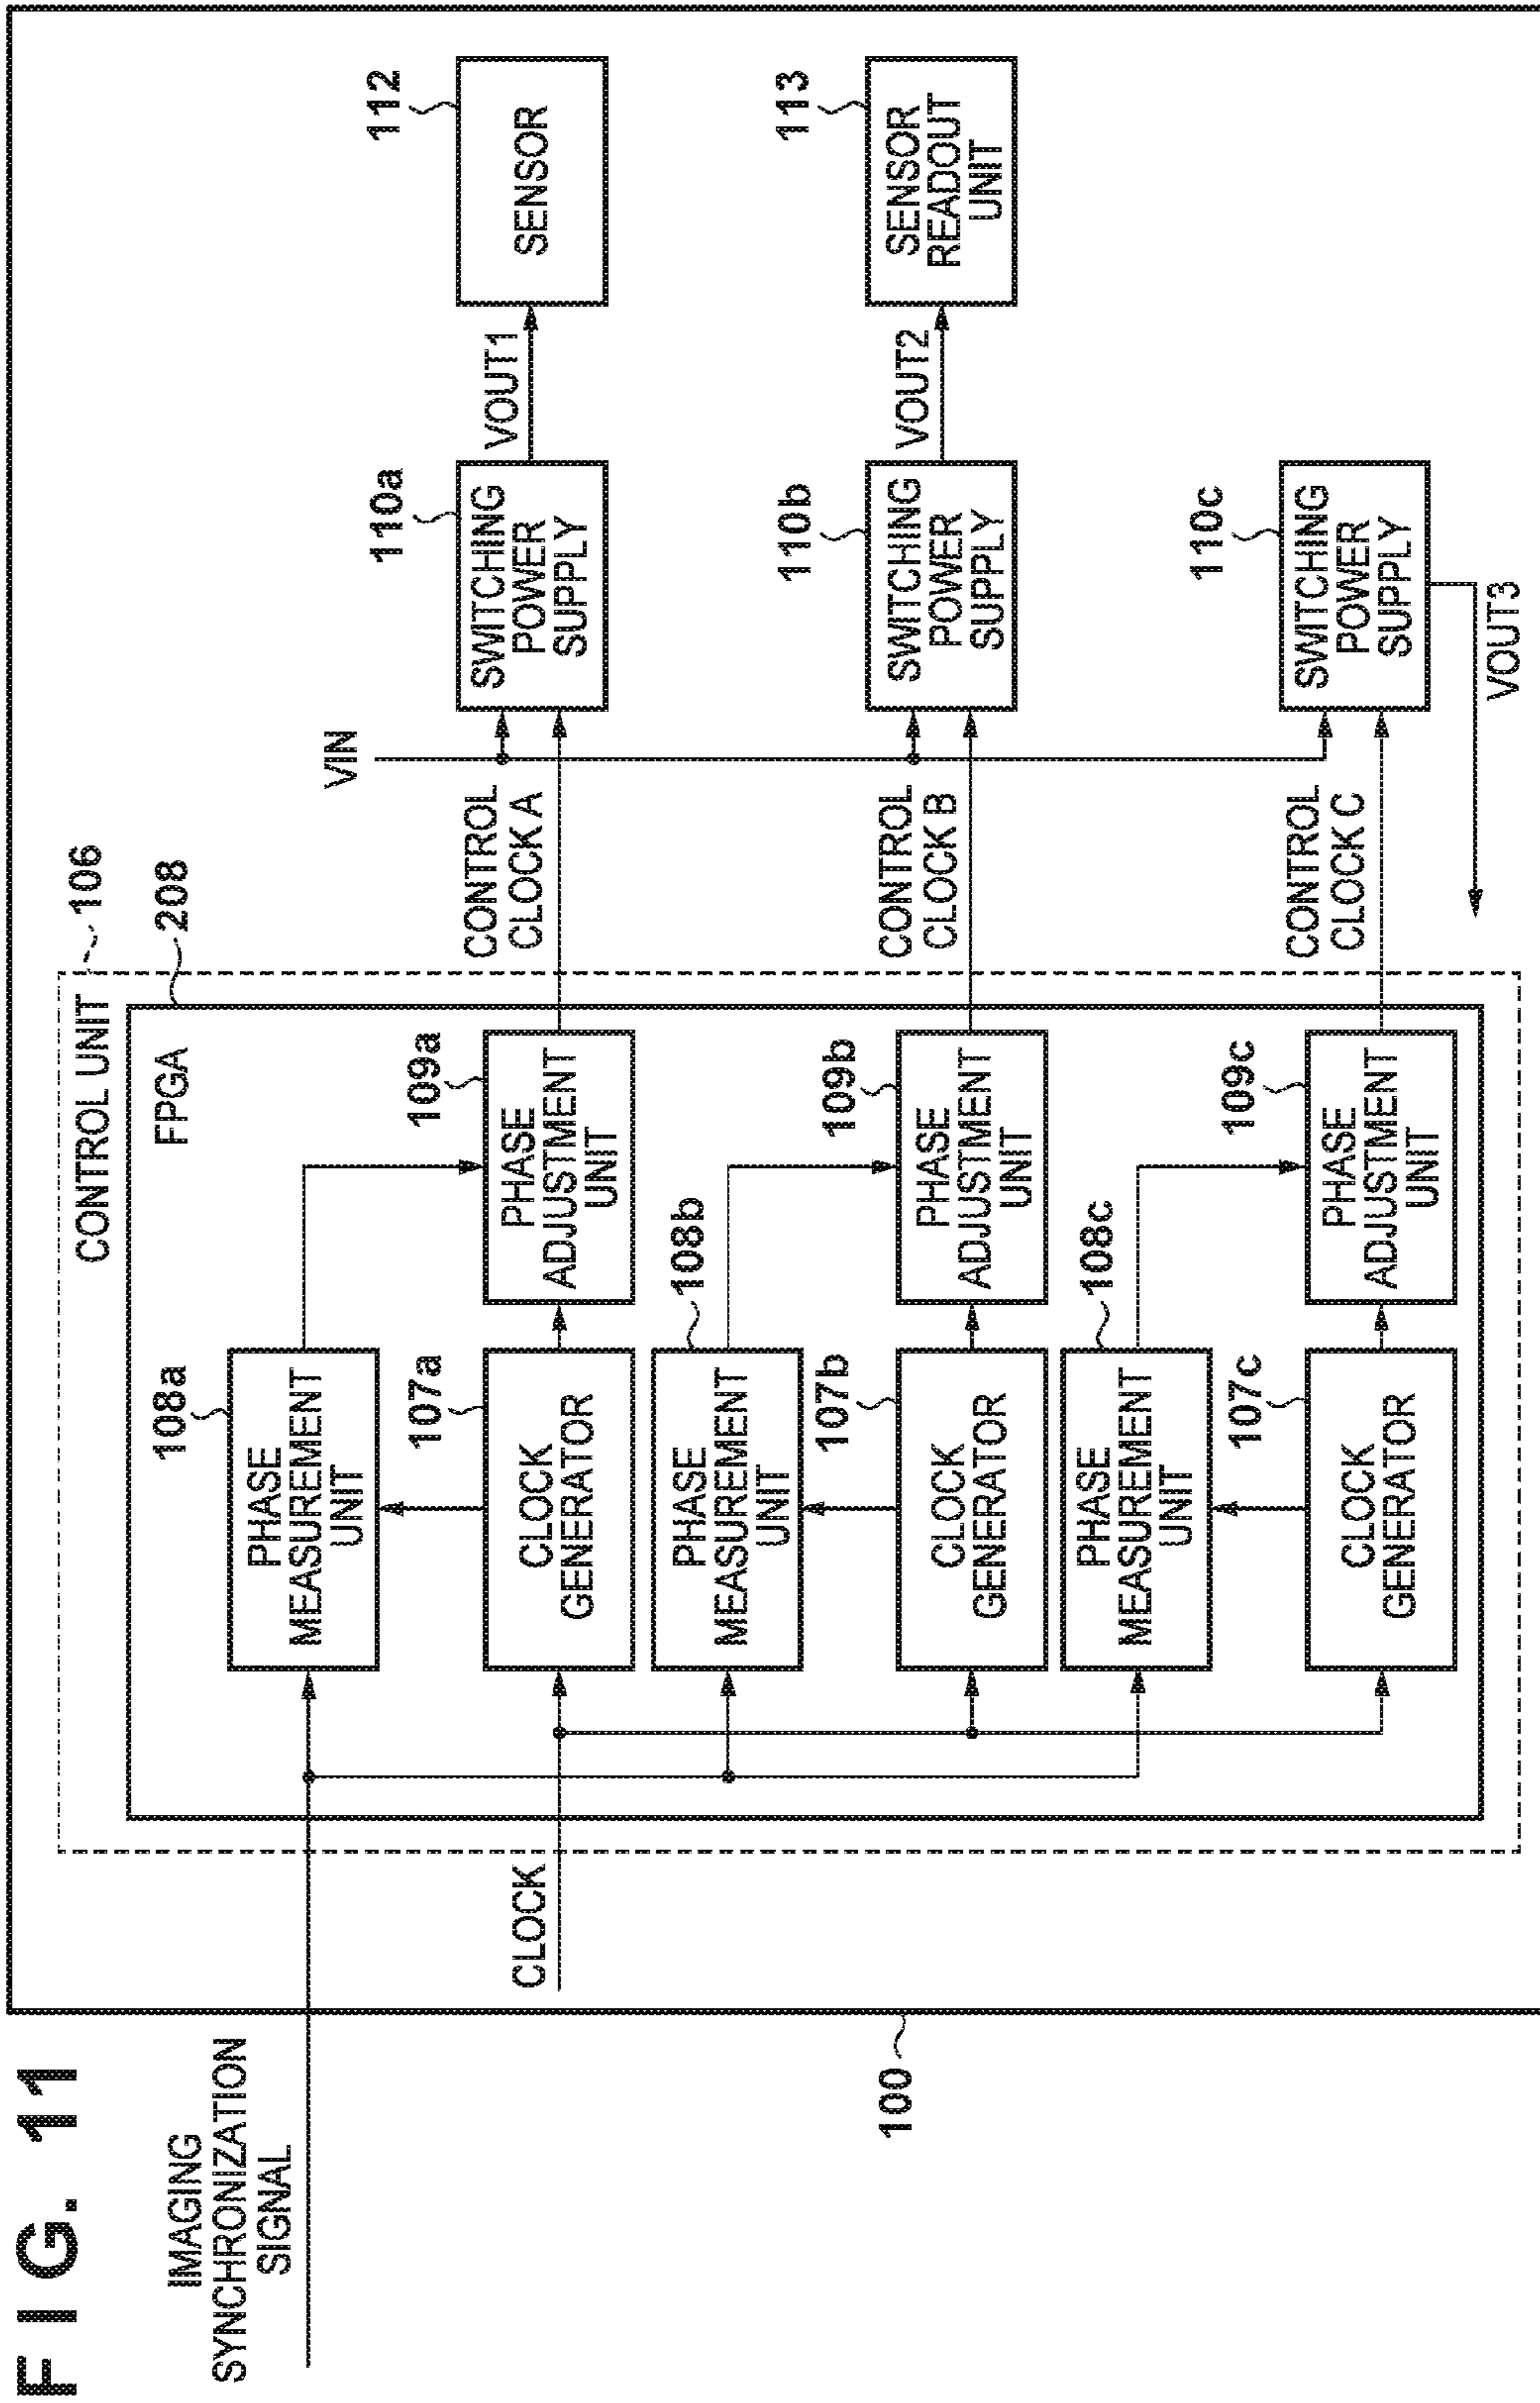 FIG. 11
IMAGING
SYNCHRONIZATION
SIGNAL
CLOCK
100
CONTROL UNIT
106
FPGA
208
108a
PHASE
MEASUREMENT
UNIT
107a
CLOCK
GENERATOR
109a
PHASE
ADJUSTMENT
UNIT
CONTROL
CLOCK A
VIN
110a
SWITCHING
POWER
SUPPLY
VOUT1
112
SENSOR
108b
PHASE
MEASUREMENT
UNIT
107b
CLOCK
GENERATOR
109b
PHASE
ADJUSTMENT
UNIT
CONTROL
CLOCK B
110b
SWITCHING
POWER
SUPPLY
VOUT2
113
SENSOR
READOUT
UNIT
108c
PHASE
MEASUREMENT
UNIT
107c
CLOCK
GENERATOR
109c
PHASE
ADJUSTMENT
UNIT
CONTROL
CLOCK C
110c
SWITCHING
POWER
SUPPLY
VOUT3